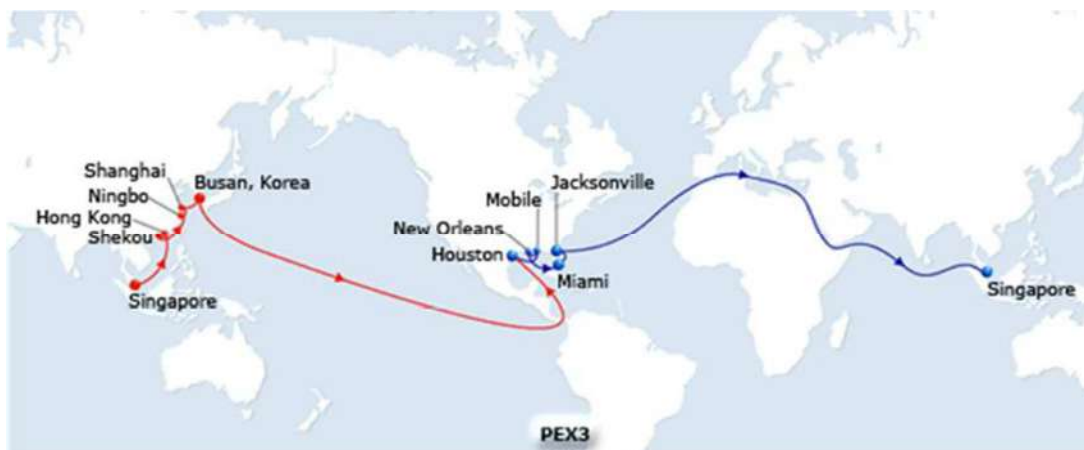 Shanghai
Ningbo
Hong Kong
Shekou
Busan, Korea
Singapore
Jacksonville
Mobile
New Orleans
Houston
Miami
Singapore
PEX3